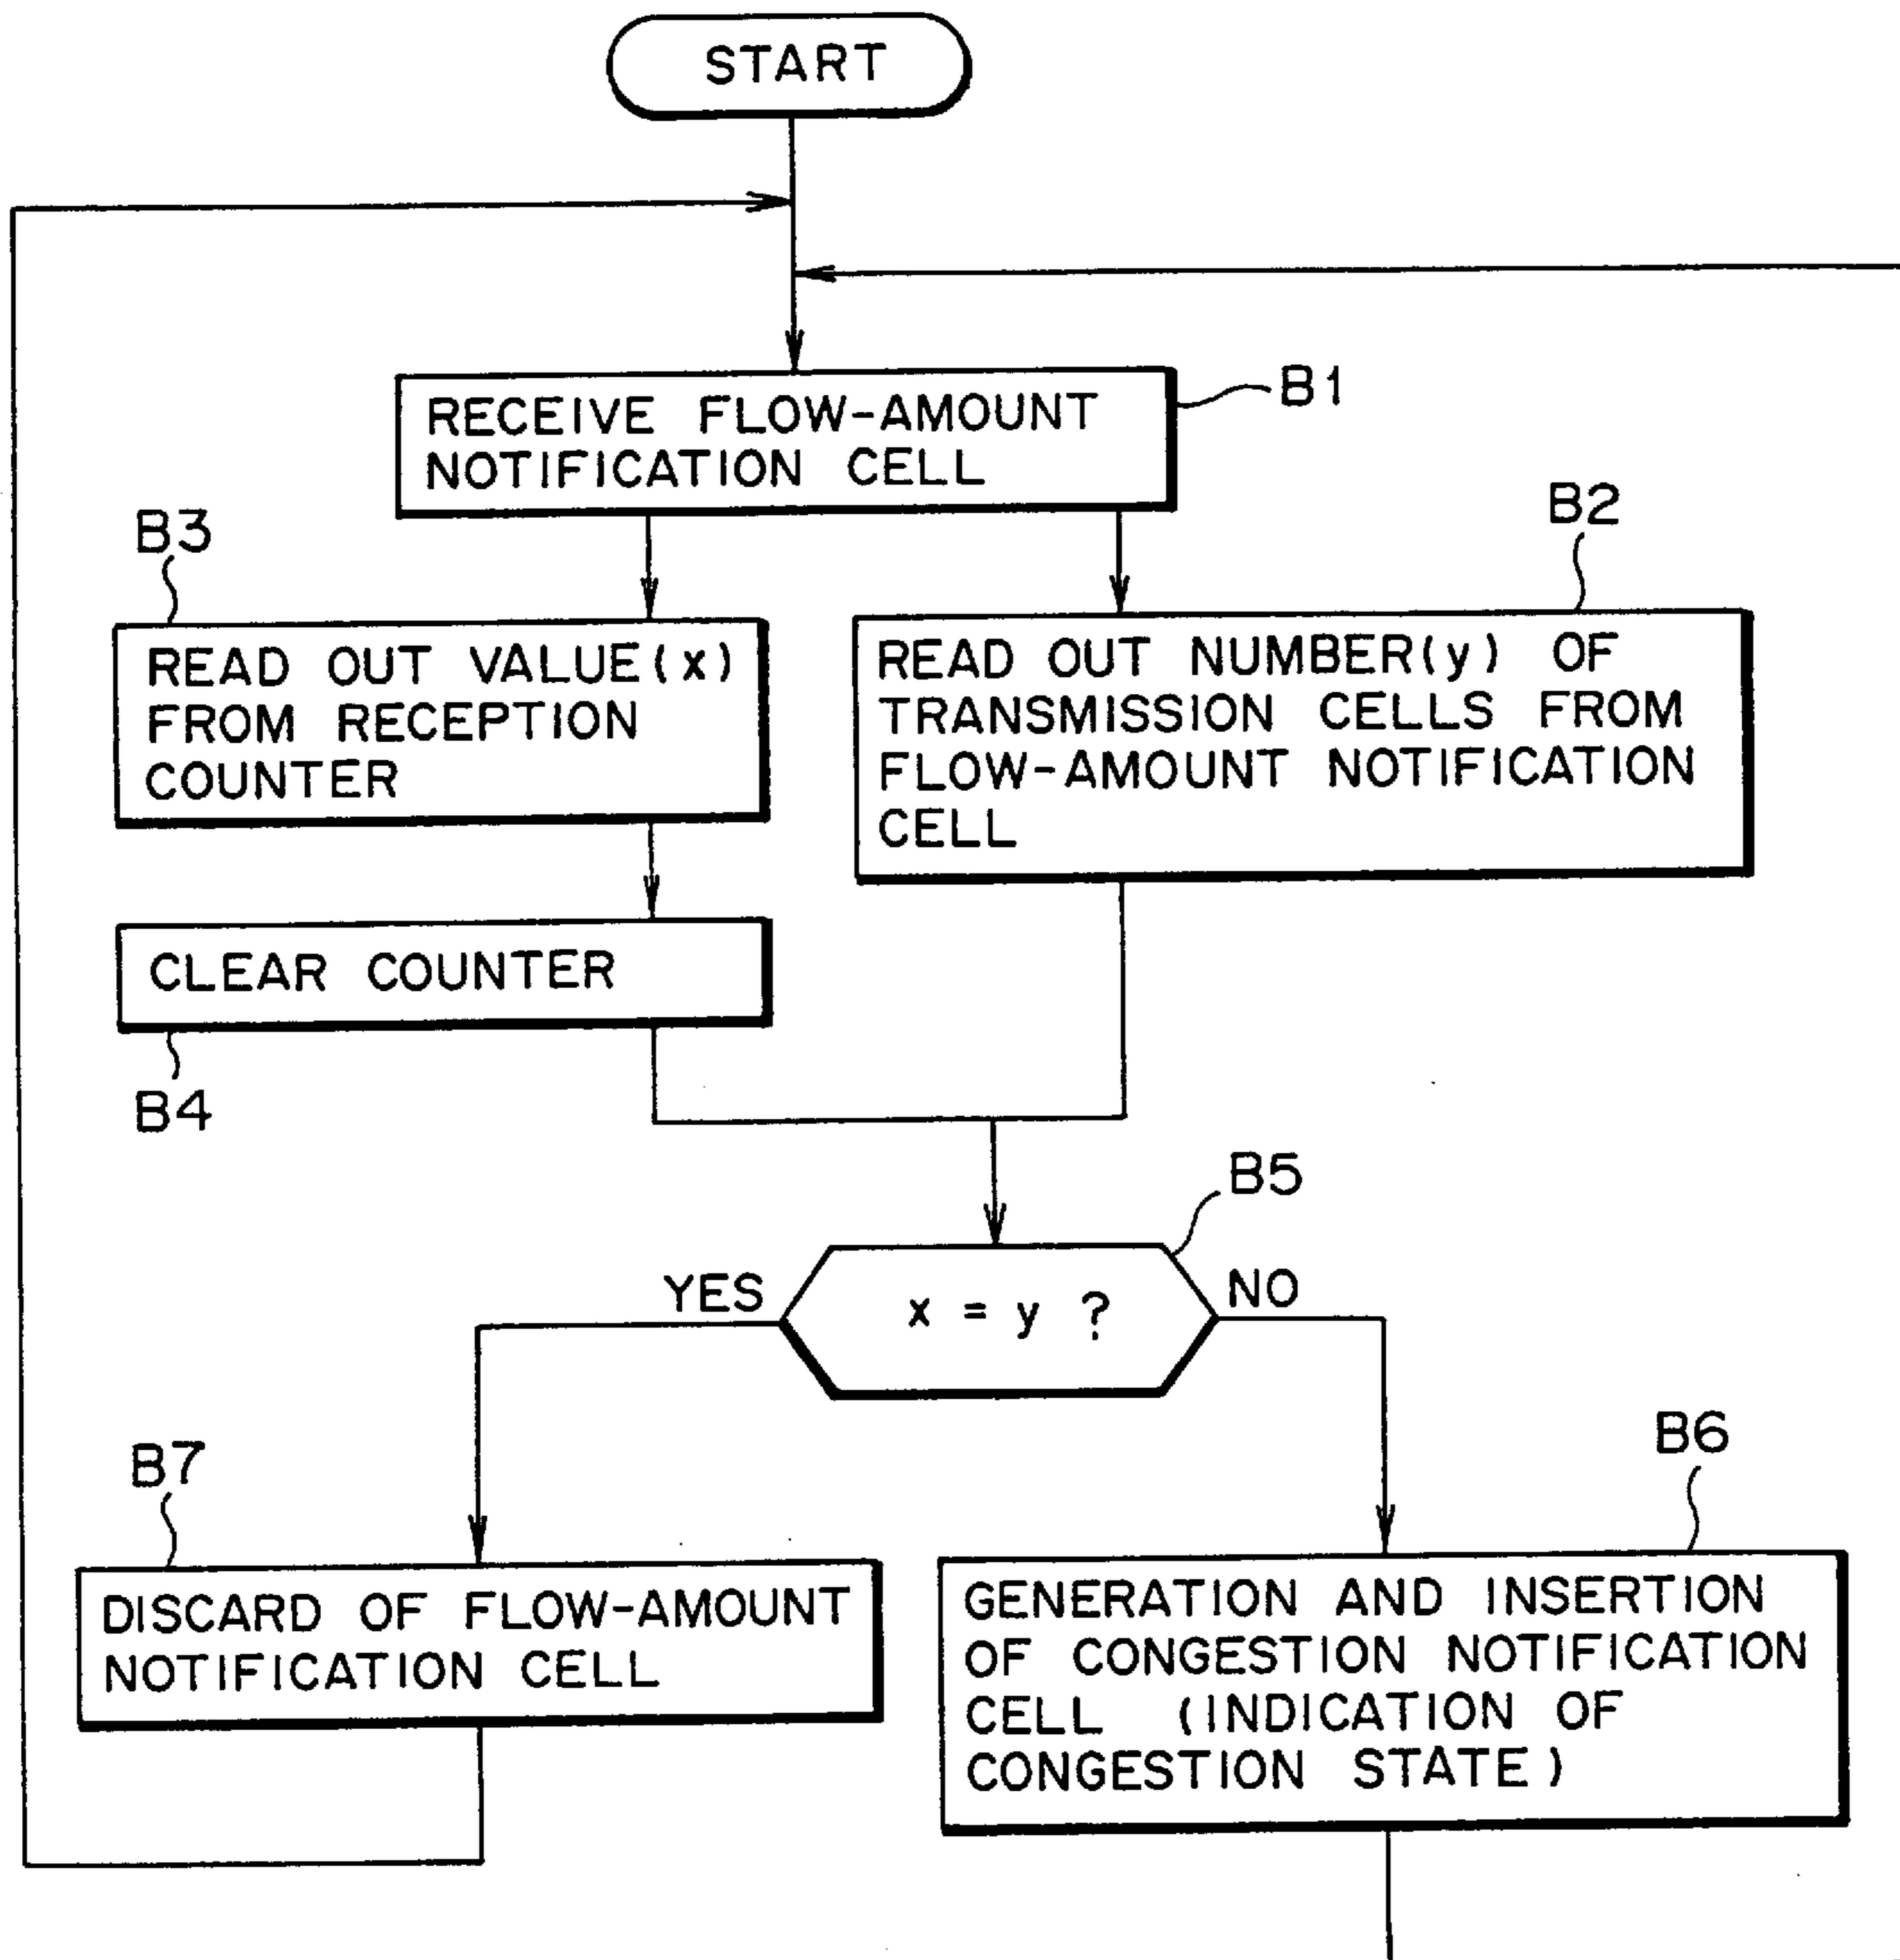 START
RECEIVE FLOW-AMOUNT
NOTIFICATION CELL
B1
B3
READ OUT VALUE(x)
FROM RECEPTION
COUNTER
B2
READ OUT NUMBER(y) OF
TRANSMISSION CELLS FROM
FLOW-AMOUNT NOTIFICATION
CELL
CLEAR COUNTER
B4
B5
x = y ?
YES
NO
B7
DISCARD OF FLOW-AMOUNT
NOTIFICATION CELL
B6
GENERATION AND INSERTION
OF CONGESTION NOTIFICATION
CELL (INDICATION OF
CONGESTION STATE)